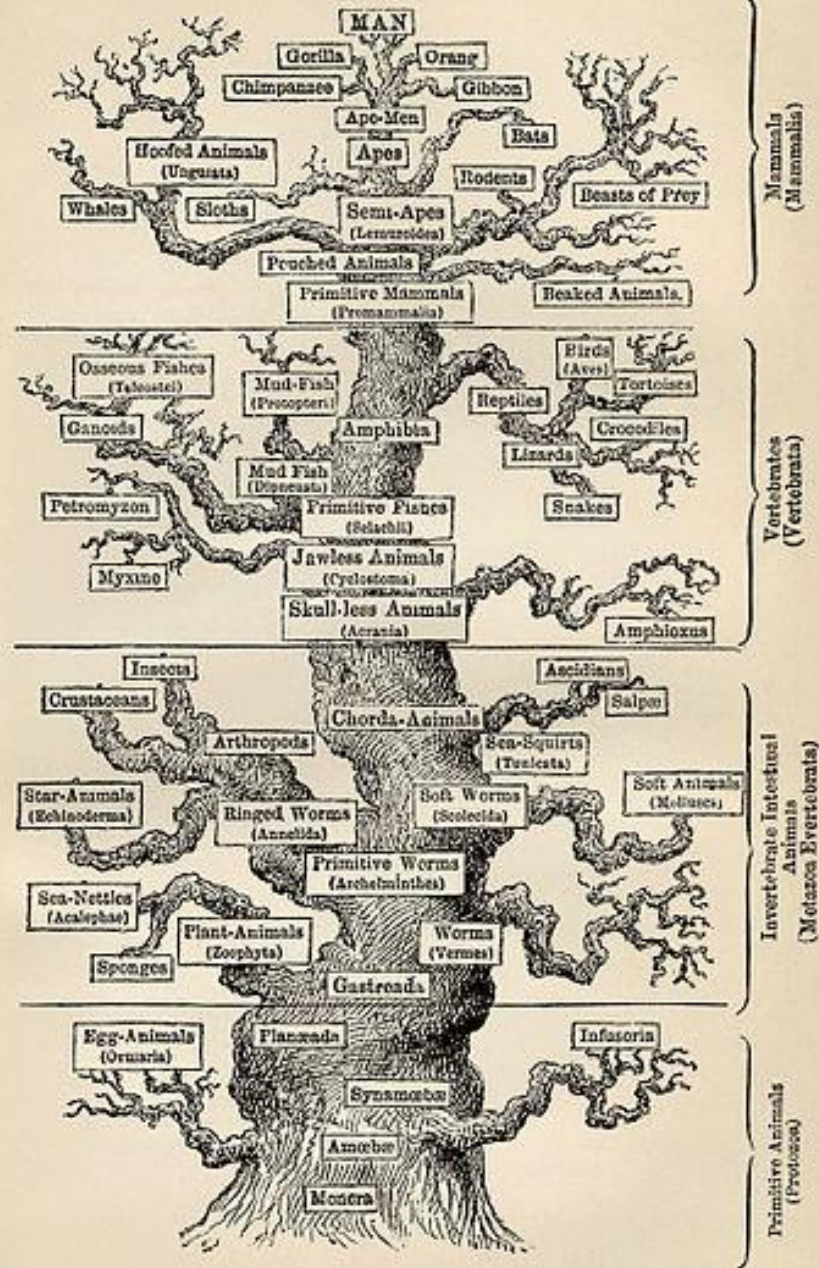 MAN
Gorilla
Orang
Chimpanzee
Gibbon
Ape-Men
Bats
Hoofed Animals
(Ungulata)
Apes
Rodents
Beasts of Prey
Whales
Sloths
Semi-Apes
(Lemuroidea)
Pouched Animals
Primitive Mammals
(Promammalia)
Beaked Animals.
Mammals
(Mammalia)
Osseous Fishes
(Teleostei)
Mud-Fish
(Protopteri)
Birds
(Aves)
Tortoises
Reptiles
Ganoids
Amphibia
Crocodiles
Lizards
Mud Fish
(Dipneusta)
Petromyzon
Primitive Fishes
(Selachii)
Snakes
Jawless Animals
(Cyclostoma)
Myxine
Skull-less Animals
(Acrania)
Amphioxus
Vertebrates
(Vertebrata)
Insects
Ascidians
Crustaceans
Salpæ
Chorda-Animals
Arthropods
Sea-Squirts
(Tunicata)
Star-Animals
(Echinoderma)
Ringed Worms
(Annelida)
Soft Worms
(Scolecida)
Soft Animals
(Mollusca)
Primitive Worms
(Archelminthes)
Sea-Nettles
(Acalephae)
Plant-Animals
(Zoophyta)
Worms
(Vermes)
Sponges
Gastreada
Invertebrate Intestinal
Animals
(Metazoa Evertebrata)
Egg-Animals
(Ovularia)
Planæada
Infusoria
Synamœbæ
Amœbæ
Monera
Primitive Animals
(Protozoa)